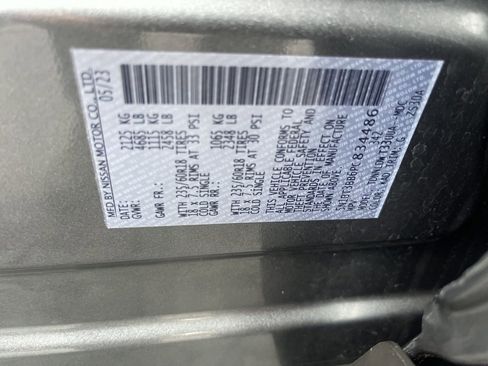 MFD BY NISSAN MOTOR CO., LTD.
05/23
GVWR: 2125 KG
4685 LB
GAWR FR.: 1115 KG
2458 LB
WITH 235/60R18 TIRES
18 x 7.5 RIMS AT 33 PSI
COLD SINGLE
GAWR RR.: 1065 KG
2348 LB
WITH 235/60R18 TIRES
18 x 7.5 RIMS AT 30 PSI
COLD SINGLE
THIS VEHICLE CONFORMS TO
ALL APPLICABLE FEDERAL
MOTOR VEHICLE SAFETY AND
THEFT PREVENTION
STANDARDS IN EFFECT ON
THE DATE OF MANUFACTURE
SHOWN ABOVE.
834486
MPV